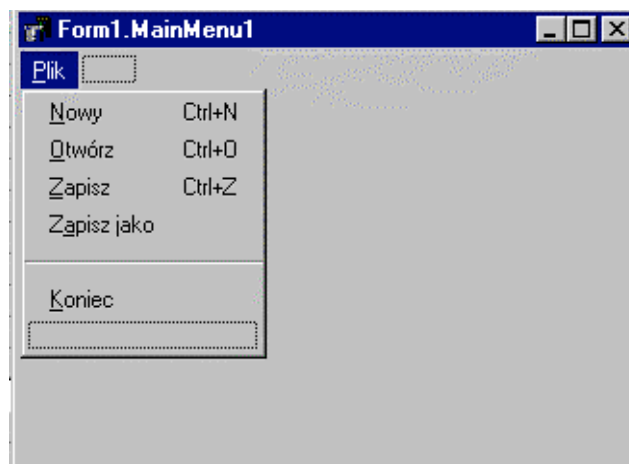 Form1.MainMenu1
Plik
Nowy Ctrl+N
Otwórz Ctrl+O
Zapisz Ctrl+Z
Zapisz jako
Koniec